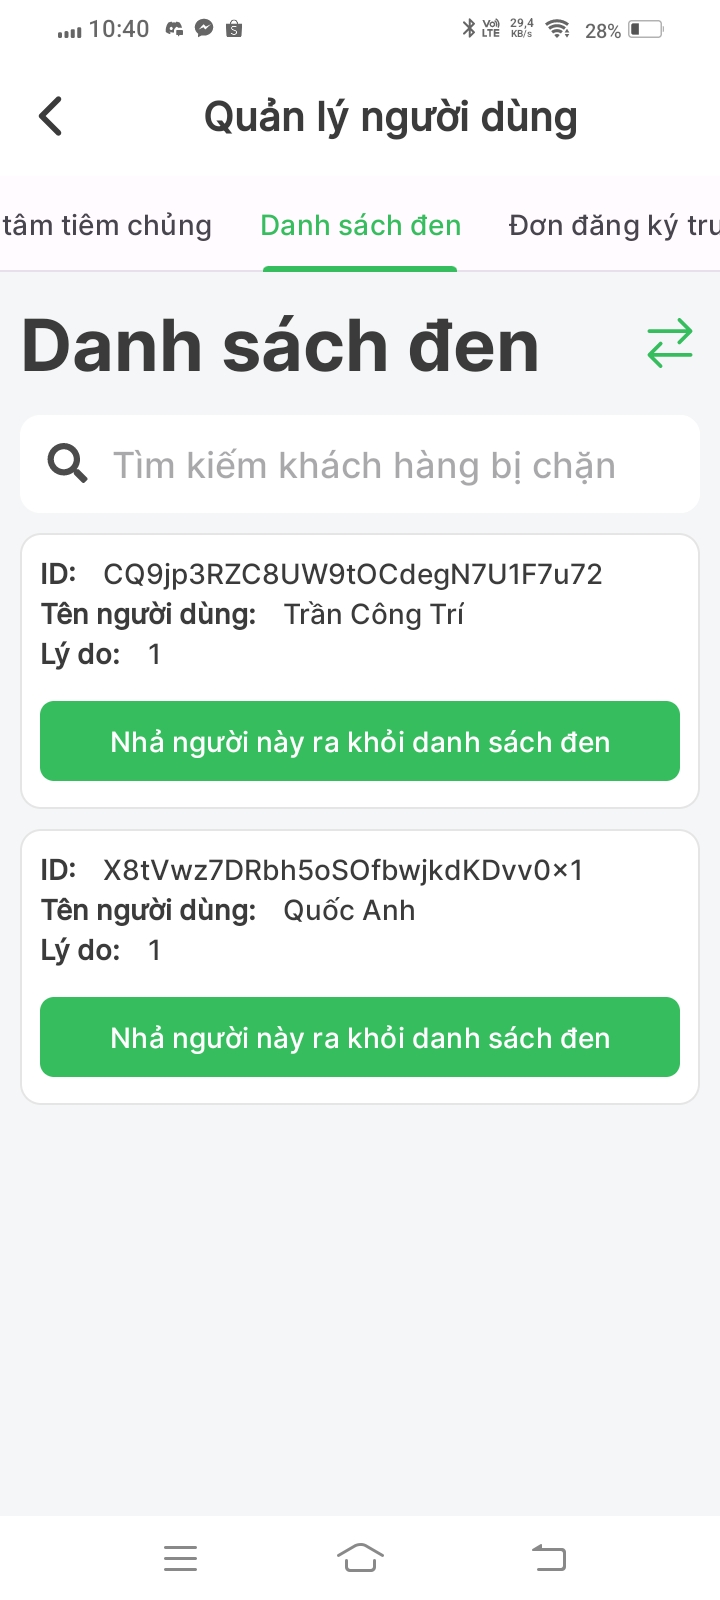 10:40 Vo) LTE 29,4 KB/s 28%
Quản lý người dùng
tâm tiêm chủng Danh sách đen Đơn đăng ký tru
Danh sách đen
Tìm kiếm khách hàng bị chặn
ID: CQ9jp3RZC8UW9tOCdegN7U1F7u72
Tên người dùng: Trần Công Trí
Lý do: 1
Nhả người này ra khỏi danh sách đen
ID: X8tVwz7DRbh5oSOfbwjkdKDvv0×1
Tên người dùng: Quốc Anh
Lý do: 1
Nhả người này ra khỏi danh sách đen